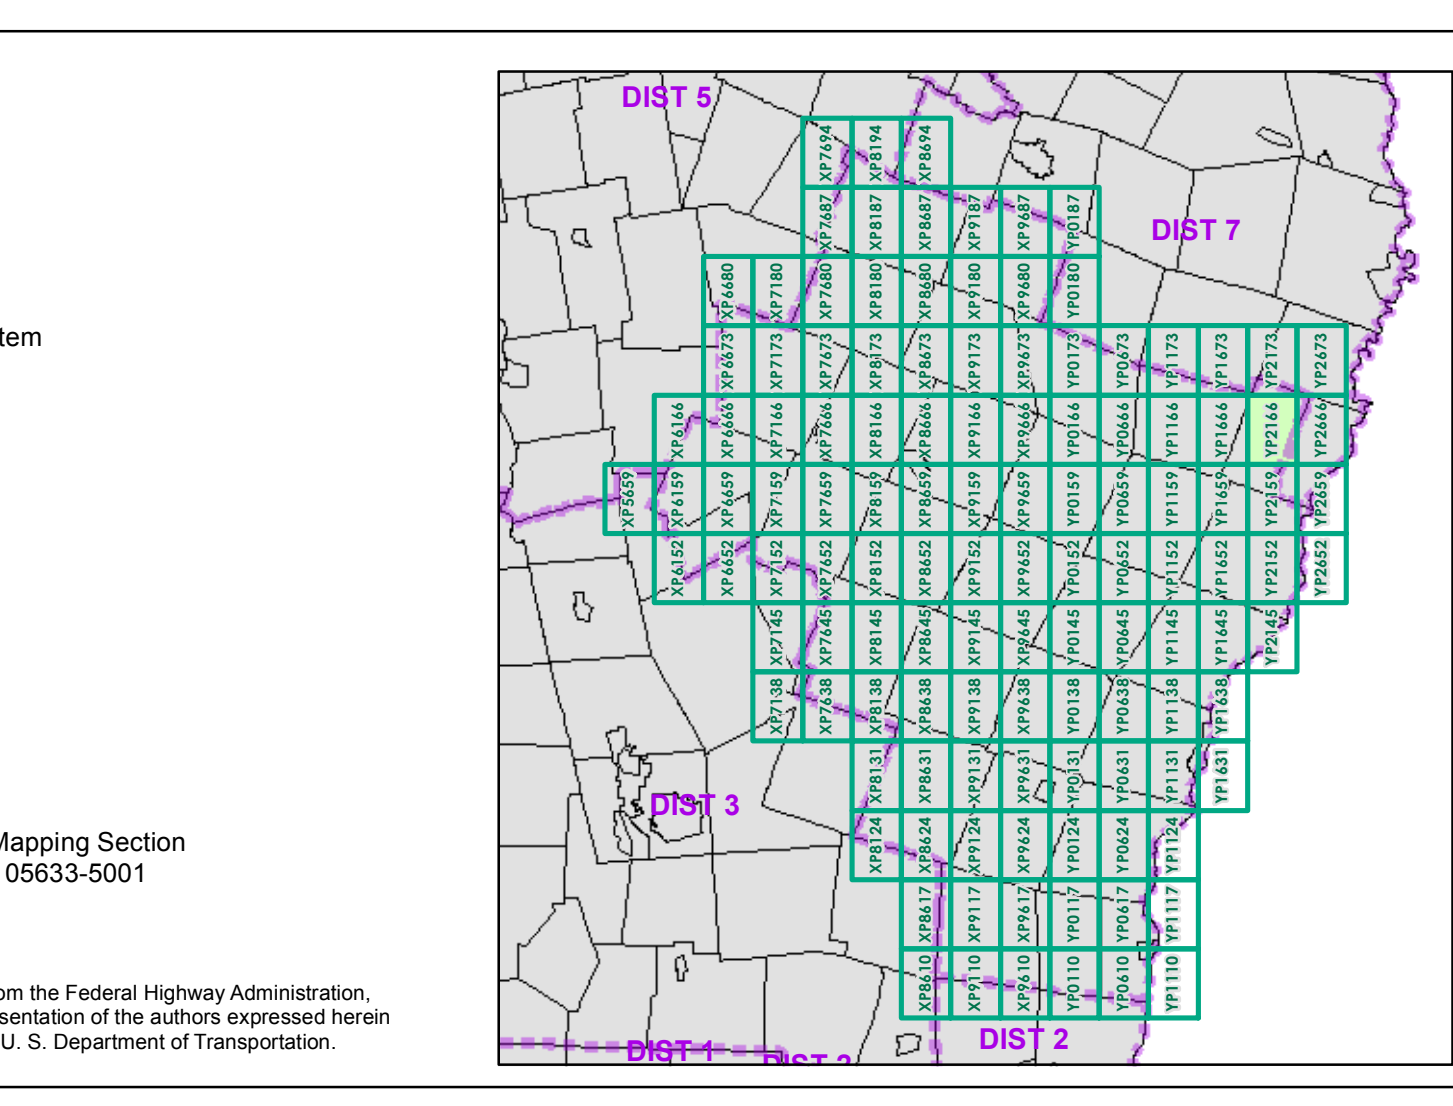 tem
Mapping Section
05633-5001
om the Federal Highway Administration,
sentation of the authors expressed herein
U. S. Department of Transportation.
DIST 5
DIST 7
XP7694 XP8194 XP8694
XP7687 XP8187 XP8687 XP9187 XP9687 YP0187
XP6680 XP7180 XP7680 XP8180 XP8680 XP9180 XP9680 YP0180
XP6673 XP7173 XP7673 XP8173 XP8673 XP9173 XP9673 YP0173 YP0673 YP1173 YP1673 YP2173 YP2673
XP6166 XP6666 XP7166 XP7666 XP8166 XP8666 XP9166 XP9666 YP0166 YP0666 YP1166 YP1666 YP2166 YP2666
XP5659 XP6159 XP6659 XP7159 XP7659 XP8159 XP8659 XP9159 XP9659 YP0159 YP0659 YP1159 YP1659 YP2159 YP2659
XP6152 XP6652 XP7152 XP7652 XP8152 XP8652 XP9152 XP9652 YP0152 YP0652 YP1152 YP1652 YP2152 YP2652
XP7145 XP7645 XP8145 XP8645 XP9145 XP9645 YP0145 YP0645 YP1145 YP1645 YP2145
XP7138 XP7638 XP8138 XP8638 XP9138 XP9638 YP0138 YP0638 YP1138 YP1638
XP8131 XP8631 XP9131 XP9631 YP0131 YP0631 YP1131 YP1631
DIST 3
XP8124 XP8624 XP9124 XP9624 YP0124 YP0624 YP1124
XP8617 XP9117 XP9617 YP0117 YP0617 YP1117
XP8610 XP9110 XP9610 YP0110 YP0610 YP1110
DIST 2
DIST 1
DIST 2